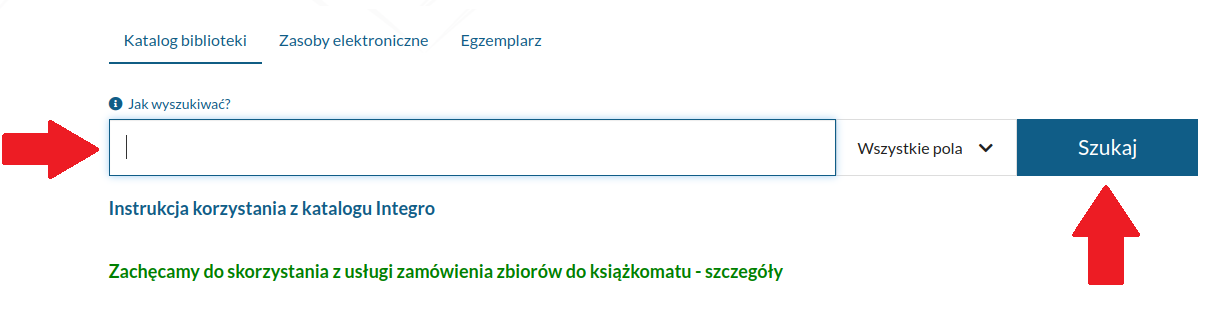 Katalog biblioteki Zasoby elektroniczne Egzemplarz
Jak wyszukiwać?
Wszystkie pola Szukaj
Instrukcja korzystania z katalogu Integro
Zachęcamy do skorzystania z usługi zamówienia zbiorów do książkomatu - szczegóły